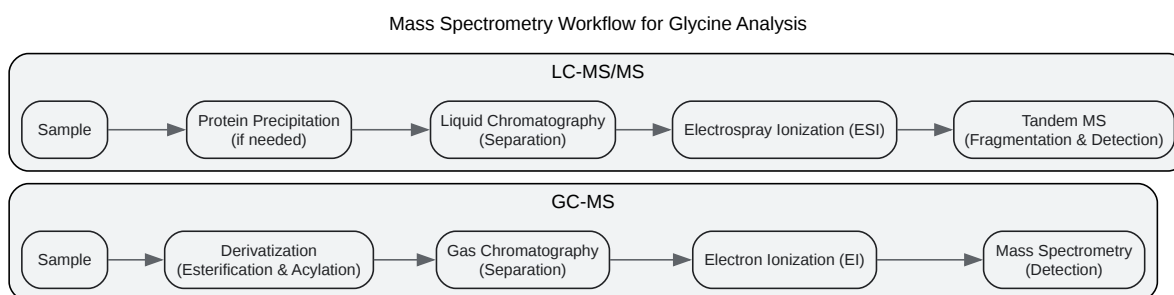 Mass Spectrometry Workflow for Glycine Analysis
LC-MS/MS
Sample
Protein Precipitation
(if needed)
Liquid Chromatography
(Separation)
Electrospray Ionization (ESI)
Tandem MS
(Fragmentation & Detection)
GC-MS
Sample
Derivatization
(Esterification & Acylation)
Gas Chromatography
(Separation)
Electron Ionization (EI)
Mass Spectrometry
(Detection)